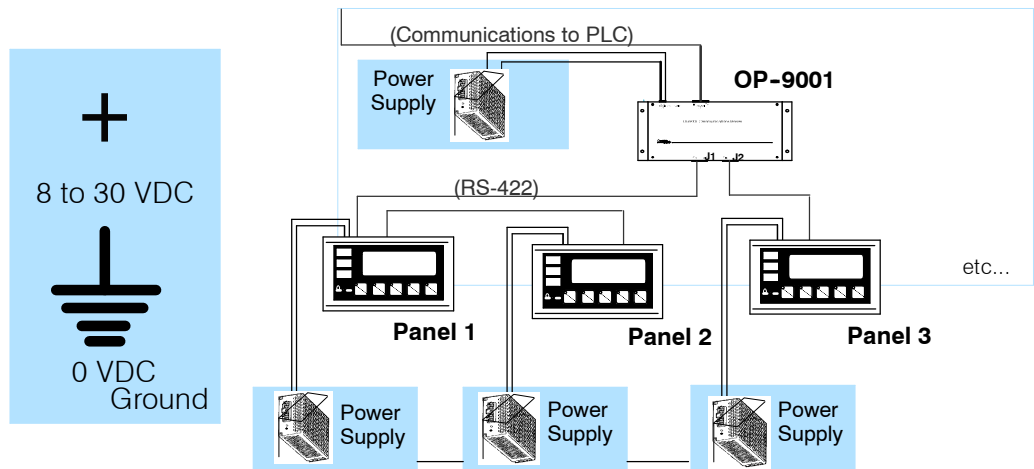 +
8 to 30 VDC
0 VDC
Ground
(Communications to PLC)
Power
Supply
OP-9001
J1 J2
(RS-422)
etc...
Panel 1
Panel 2
Panel 3
Power
Supply
Power
Supply
Power
Supply